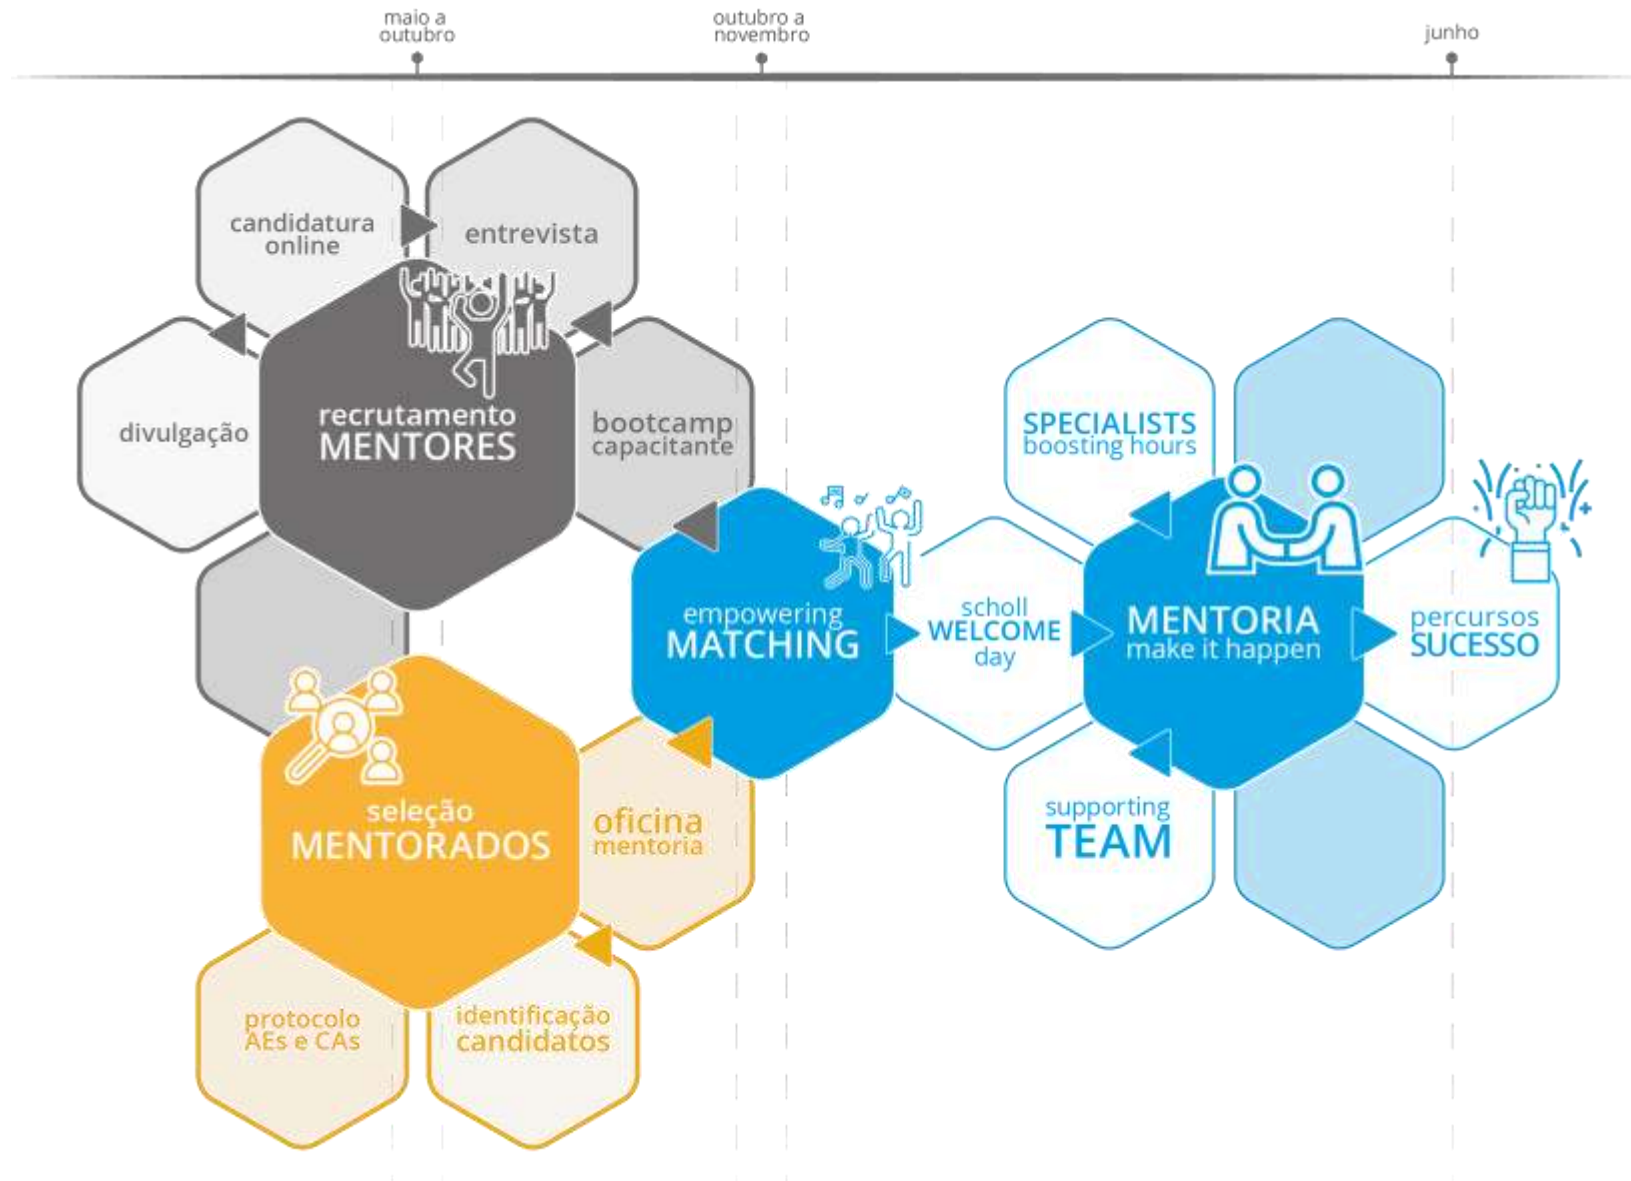 maio a
outubro
outubro a
novembro
junho
candidatura
online
entrevista
divulgação
recrutamento
MENTORES
bootcamp
capacitante
SPECIALISTS
boosting hours
empowering
MATCHING
scholl
WELCOME
day
MENTORIA
make it happen
percursos
SUCESSO
seleção
MENTORADOS
oficina
mentoria
supporting
TEAM
protocolo
AEs e CAs
identificação
candidatos